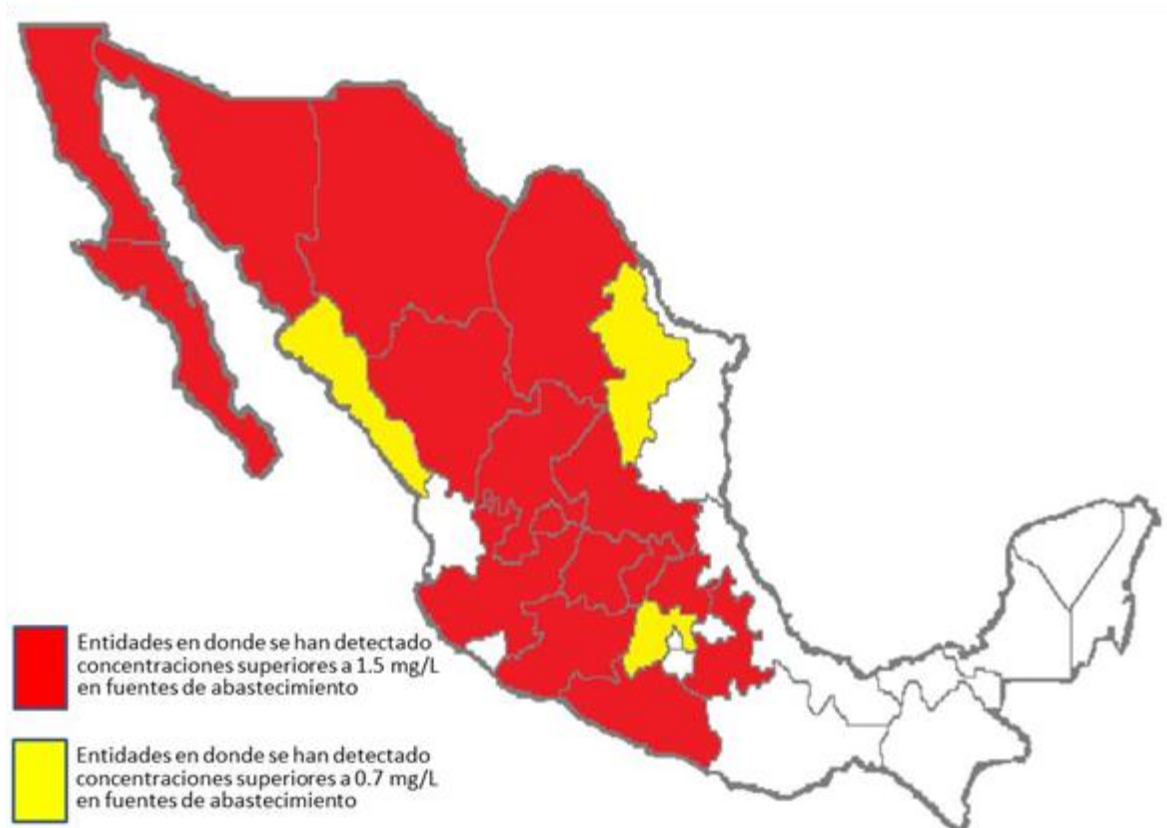 Entidades en donde se han detectado
concentraciones superiores a 1.5 mg/L
en fuentes de abastecimiento
Entidades en donde se han detectado
concentraciones superiores a 0.7 mg/L
en fuentes de abastecimiento